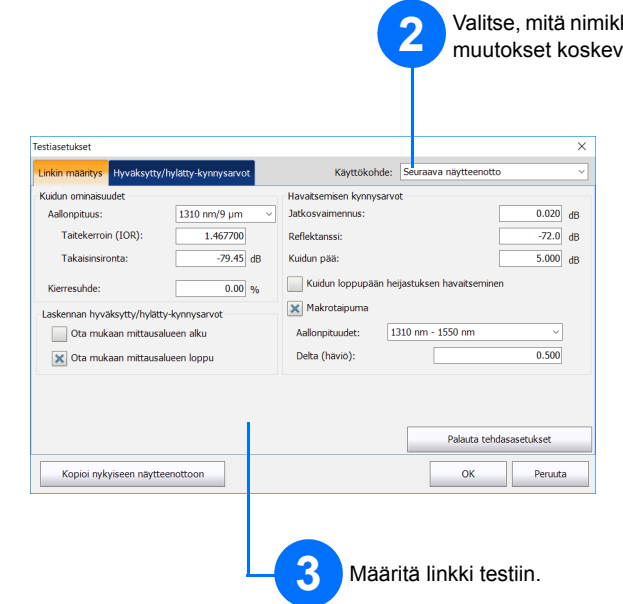 2
Valitse, mitä
muutokset
Testiasetukset
Linkin määritys
Hyväksytty/hylätty-kynnysarvot
Käyttökohde:
Seuraava näytteenotto
Kuidun ominaisuudet
Aallonpituus:
1310 nm/9 µm
Taitekerroin (IOR):
1.467700
Takaisinsironta:
-79.45 dB
Kierresuhde:
0.00 %
Laskennan hyväksytty/hylätty-kynnysarvot
Ota mukaan mittausalueen alku
Ota mukaan mittausalueen loppu
Havaitsemisen kynnysarvot
Jatkosvaimennus:
0.020 dB
Reflektanssi:
-72.0 dB
Kuidun pää:
5.000 dB
Kuidun loppupään heijastuksen havaitseminen
Makrotaipuma
Aallonpituudet:
1310 nm - 1550 nm
Delta (häviö):
0.500
Palauta tehdasasetukset
Kopioi nykyiseen näytteenottoon
OK
Peruuta
3
Määritä linkki testiin.